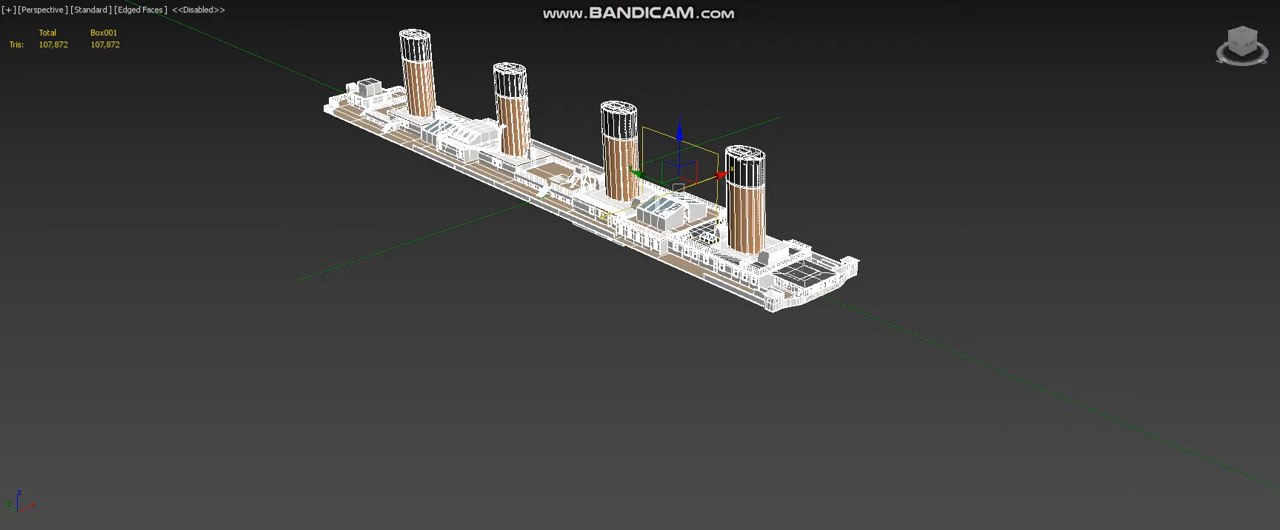 [+] [Perspective ] [Standard ] [Edged Faces ] <<Disabled>>
www.BANDICAM.com
Total Box001
Tris: 107,872 107,872
z